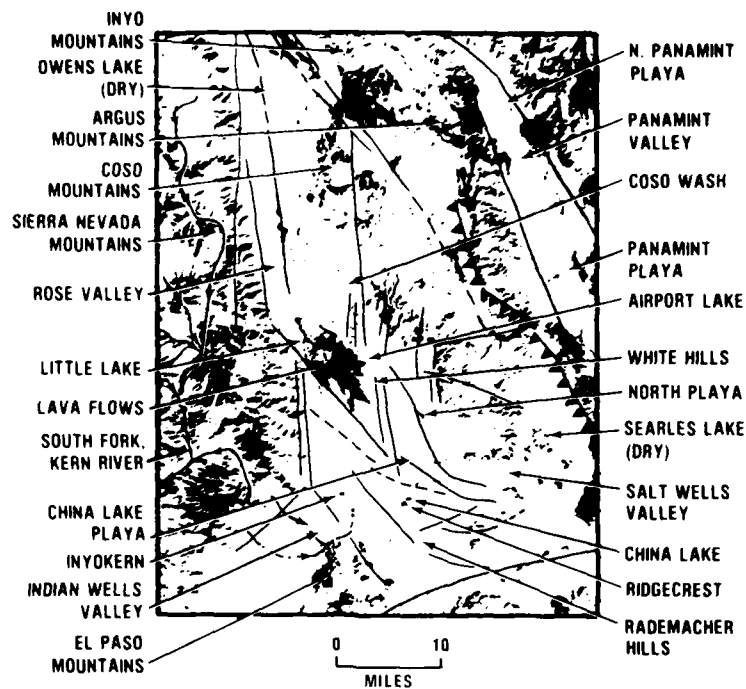 INYO
MOUNTAINS
OWENS LAKE
(DRY)
ARGUS
MOUNTAINS
COSO
MOUNTAINS
SIERRA NEVADA
MOUNTAINS
ROSE VALLEY
LITTLE LAKE
LAVA FLOWS
SOUTH FORK,
KERN RIVER
CHINA LAKE
PLAYA
INYOKERN
INDIAN WELLS
VALLEY
EL PASO
MOUNTAINS
N. PANAMINT
PLAYA
PANAMINT
VALLEY
COSO WASH
PANAMINT
PLAYA
AIRPORT LAKE
WHITE HILLS
NORTH PLAYA
SEARLES LAKE
(DRY)
SALT WELLS
VALLEY
CHINA LAKE
RIDGECREST
RADEMACHER
HILLS
0 10
MILES